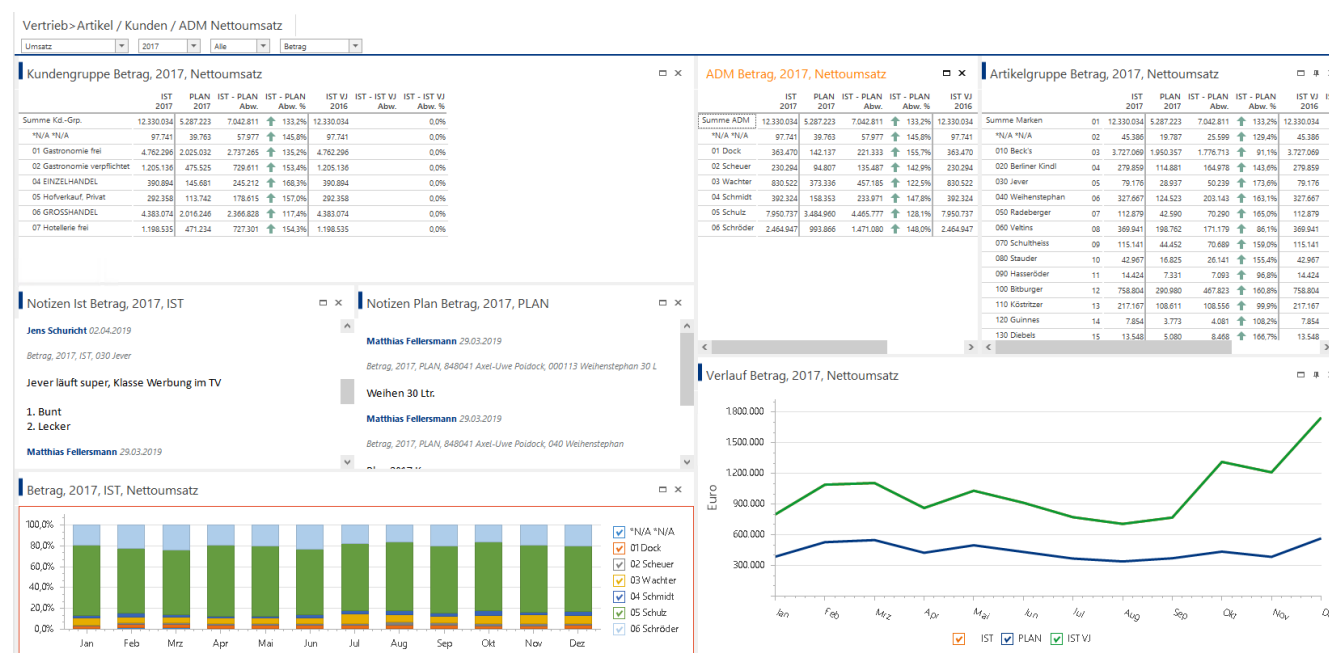 Vertrieb>Artikel / Kunden / ADM Nettoumsatz
Umsatz 2017 Alle Betrag
Kundengruppe Betrag, 2017, Nettoumsatz
IST 2017 PLAN 2017 IST - PLAN Abw. IST - PLAN Abw. % IST VJ 2016 IST - IST VJ Abw. IST - IST VJ Abw. %
Summe Kd.-Grp. 12.330.034 5.287.223 7.042.811 133,2% 12.330.034 0,0%
*N/A *N/A 97.741 39.763 57.977 145,8% 97.741 0,0%
01 Gastronomie frei 4.762.296 2.025.032 2.737.265 135,2% 4.762.296 0,0%
02 Gastronomie verpflichtet 1.205.136 475.525 729.611 153,4% 1.205.136 0,0%
04 EINZELHANDEL 390.894 145.681 245.212 168,3% 390.894 0,0%
05 Hofverkauf, Privat 292.358 113.742 178.615 157,0% 292.358 0,0%
06 GROSSHANDEL 4.383.074 2.016.246 2.366.828 117,4% 4.383.074 0,0%
07 Hotellerie frei 1.198.535 471.234 727.301 154,3% 1.198.535 0,0%
ADM Betrag, 2017, Nettoumsatz
IST 2017 PLAN 2017 IST - PLAN Abw. IST - PLAN Abw. % IST VJ 2016
Summe ADM 12.330.034 5.287.223 7.042.811 133,2% 12.330.034
*N/A *N/A 97.741 39.763 57.977 145,8% 97.741
01 Dock 363.470 142.137 221.333 155,7% 363.470
02 Scheuer 230.294 94.807 135.487 142,9% 230.294
03 Wachter 830.522 373.336 457.185 122,5% 830.522
04 Schmidt 392.324 158.353 233.971 147,8% 392.324
05 Schulz 7.950.737 3.484.960 4.465.777 128,1% 7.950.737
06 Schröder 2.464.947 993.866 1.471.080 148,0% 2.464.947
Artikelgruppe Betrag, 2017, Nettoumsatz
IST 2017 PLAN 2017 IST - PLAN Abw. IST - PLAN Abw. % IST VJ 2016
Summe Marken 01 12.330.034 5.287.223 7.042.811 133,2% 12.330.034
*N/A *N/A 02 45.386 19.787 25.599 129,4% 45.386
010 Beck's 03 3.727.069 1.950.357 1.776.713 91,1% 3.727.069
020 Berliner Kindl 04 279.859 114.881 164.978 143,6% 279.859
030 Jever 05 79.176 28.937 50.239 173,6% 79.176
040 Weihenstephan 06 327.667 124.523 203.143 163,1% 327.667
050 Radeberger 07 112.879 42.590 70.290 165,0% 112.879
060 Veltins 08 369.941 198.762 171.179 86,1% 369.941
070 Schultheiss 09 115.141 44.452 70.689 159,0% 115.141
080 Stauder 10 42.967 16.825 26.141 155,4% 42.967
090 Hasseröder 11 14.424 7.331 7.093 96,8% 14.424
100 Bitburger 12 758.804 290.980 467.823 160,8% 758.804
110 Köstritzer 13 217.167 108.611 108.556 99,9% 217.167
120 Guinnes 14 7.854 3.773 4.081 108,2% 7.854
130 Diebels 15 13.548 5.080 8.468 166,7% 13.548
Notizen Ist Betrag, 2017, IST
Jens Schuricht 02.04.2019
Betrag, 2017, IST, 030 Jever
Jever läuft super, Klasse Werbung im TV
1. Bunt
2. Lecker
Matthias Fellersmann 29.03.2019
Notizen Plan Betrag, 2017, PLAN
Matthias Fellersmann 29.03.2019
Betrag, 2017, PLAN, 848041 Axel-Uwe Poldock, 000113 Weihenstephan 30 L
Weihen 30 Ltr.
Matthias Fellersmann 29.03.2019
Betrag, 2017, PLAN, 848041 Axel-Uwe Poldock, 040 Weihenstephan
Verlauf Betrag, 2017, Nettoumsatz
Euro
1.800.000
1.500.000
1.200.000
900.000
600.000
300.000
Jan Feb Mrz Apr Mai Jun Jul Aug Sep Okt Nov
IST PLAN IST VJ
Betrag, 2017, IST, Nettoumsatz
100,0%
80,0%
60,0%
40,0%
20,0%
0,0%
Jan Feb Mrz Apr Mai Jun Jul Aug Sep Okt Nov Dez
*N/A *N/A
01 Dock
02 Scheuer
03 Wachter
04 Schmidt
05 Schulz
06 Schröder